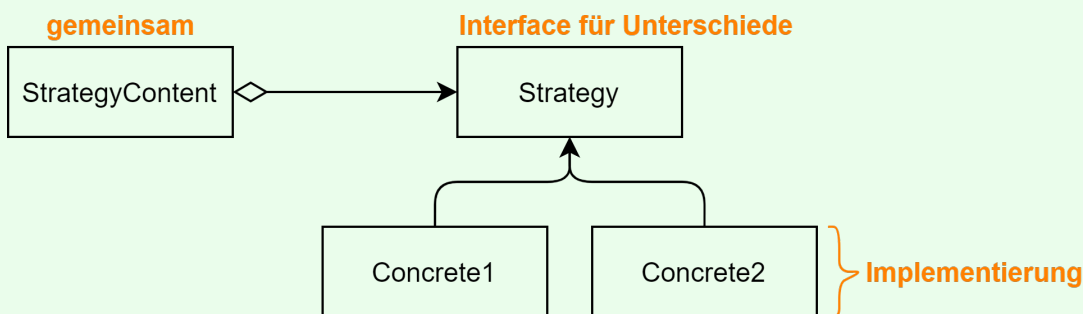 gemeinsam
Interface für Unterschiede
StrategyContent
Strategy
Concrete1
Concrete2
Implementierung